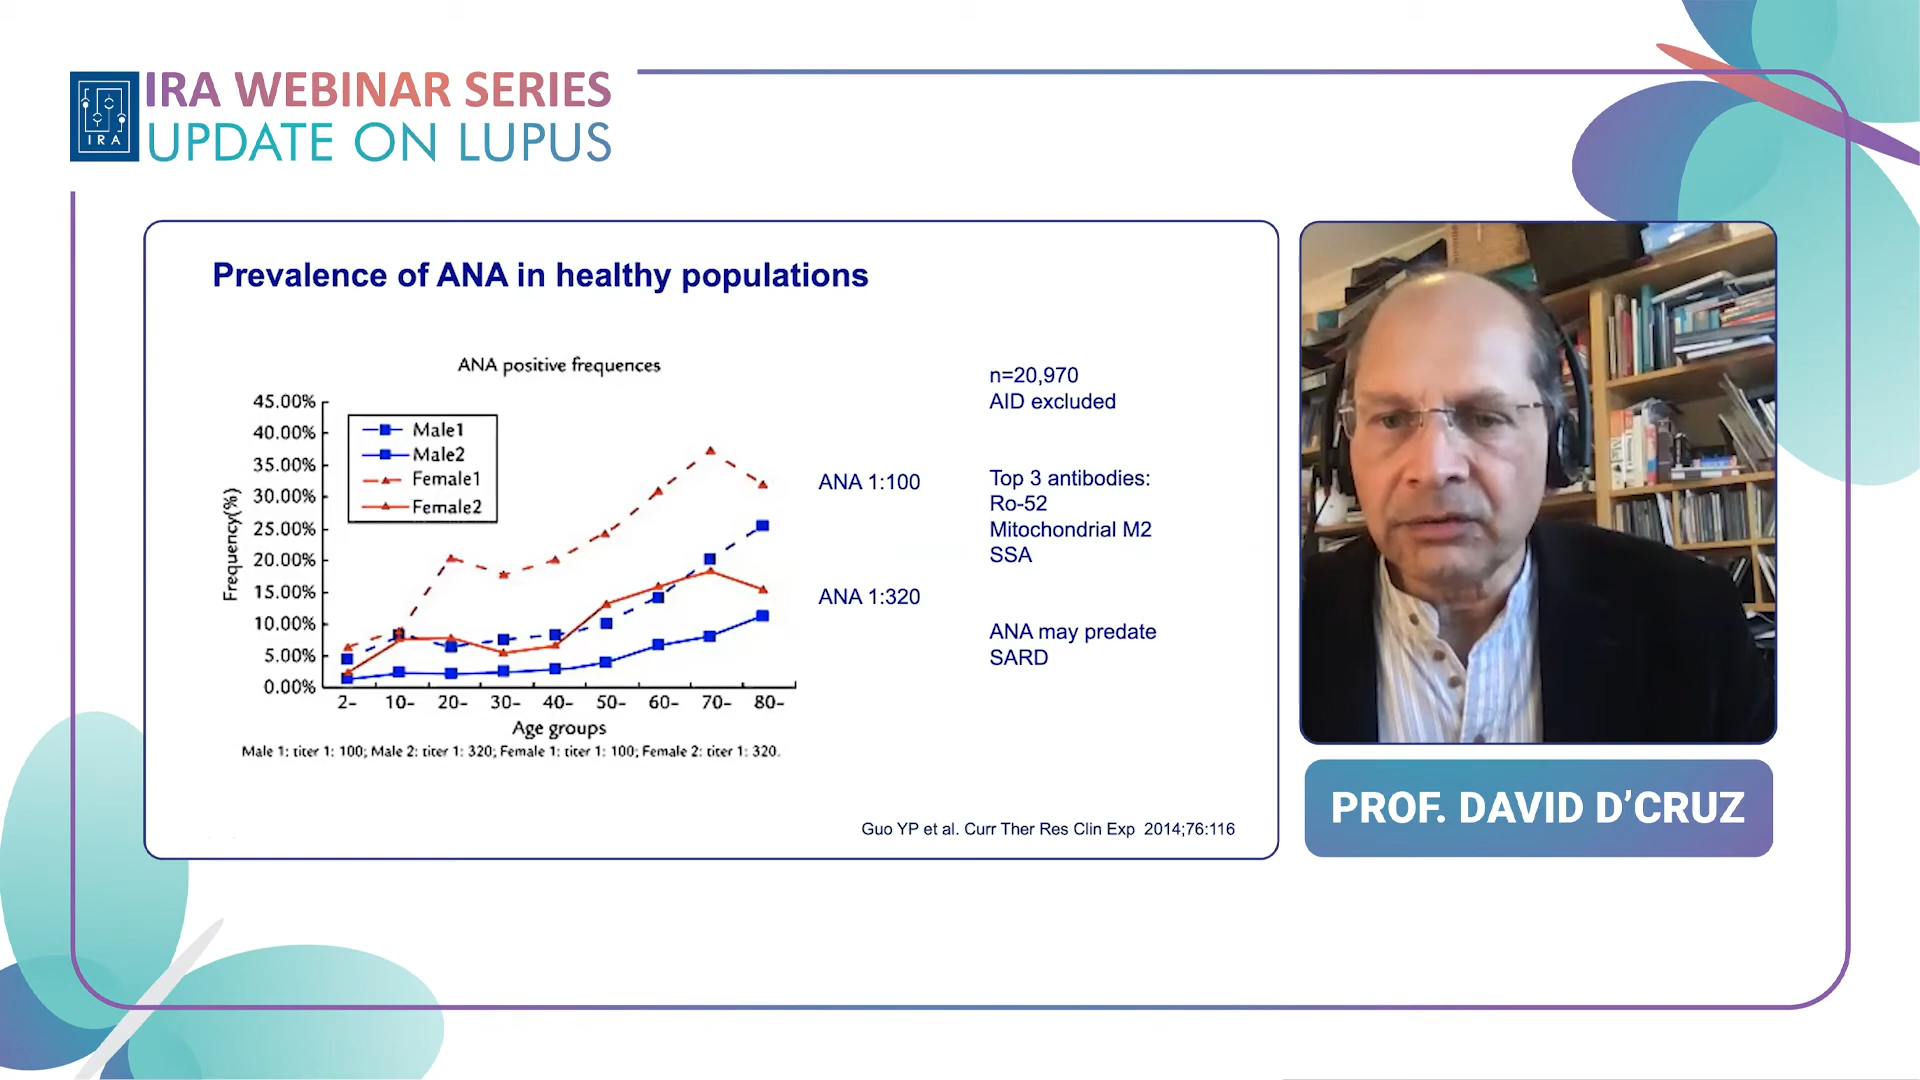 IRA
IRA WEBINAR SERIES
UPDATE ON LUPUS
Prevalence of ANA in healthy populations
ANA positive frequences
45.00%
40.00%
35.00%
30.00%
25.00%
20.00%
15.00%
10.00%
5.00%
0.00%
Frequency(%)
Male1
Male2
Female1
Female2
2-
10-
20-
30-
40-
50-
60-
70-
80-
Age groups
Male 1: titer 1: 100; Male 2: titer 1: 320; Female 1: titer 1: 100; Female 2: titer 1: 320.
ANA 1:100
ANA 1:320
n=20,970
AID excluded
Top 3 antibodies:
Ro-52
Mitochondrial M2
SSA
ANA may predate
SARD
Guo YP et al. Curr Ther Res Clin Exp 2014;76:116
PROF. DAVID D’CRUZ